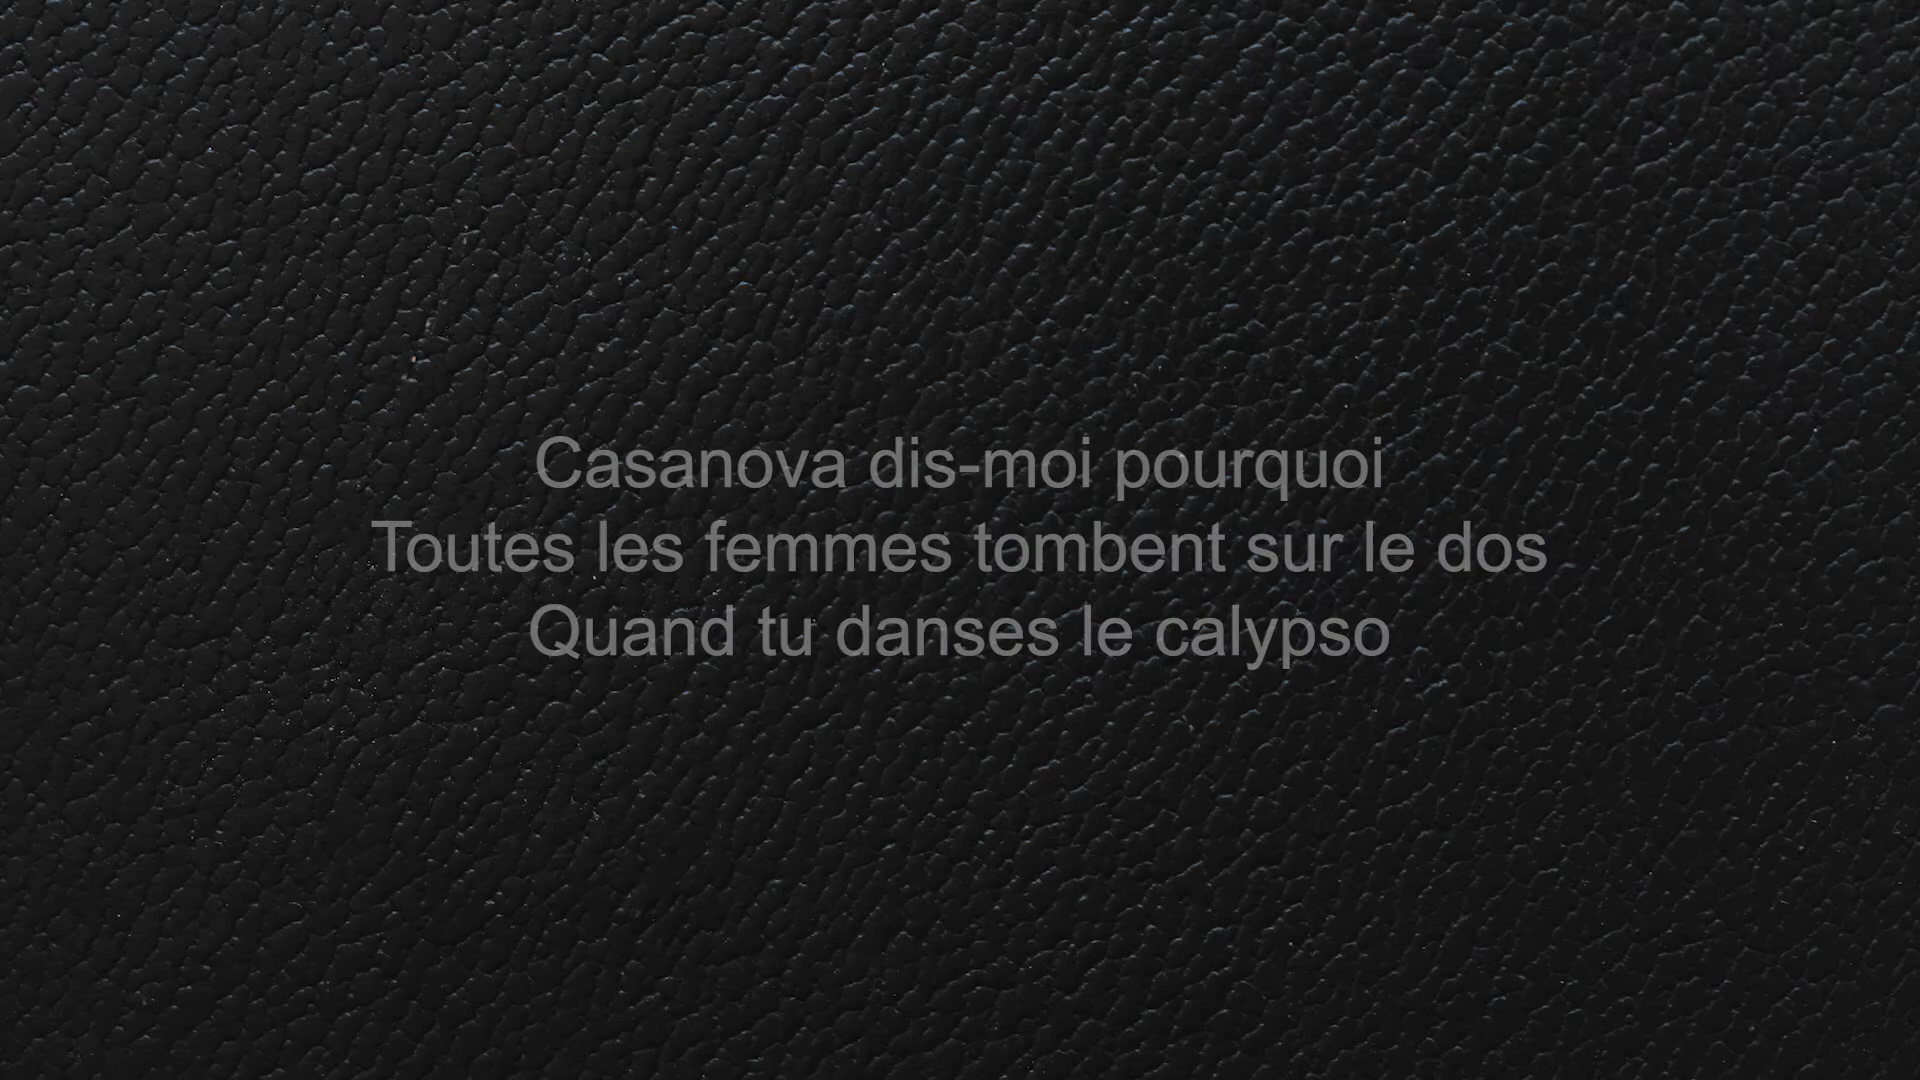 Casanova dis-moi pourquoi
Toutes les femmes tombent sur le dos
Quand tu danses le calypso